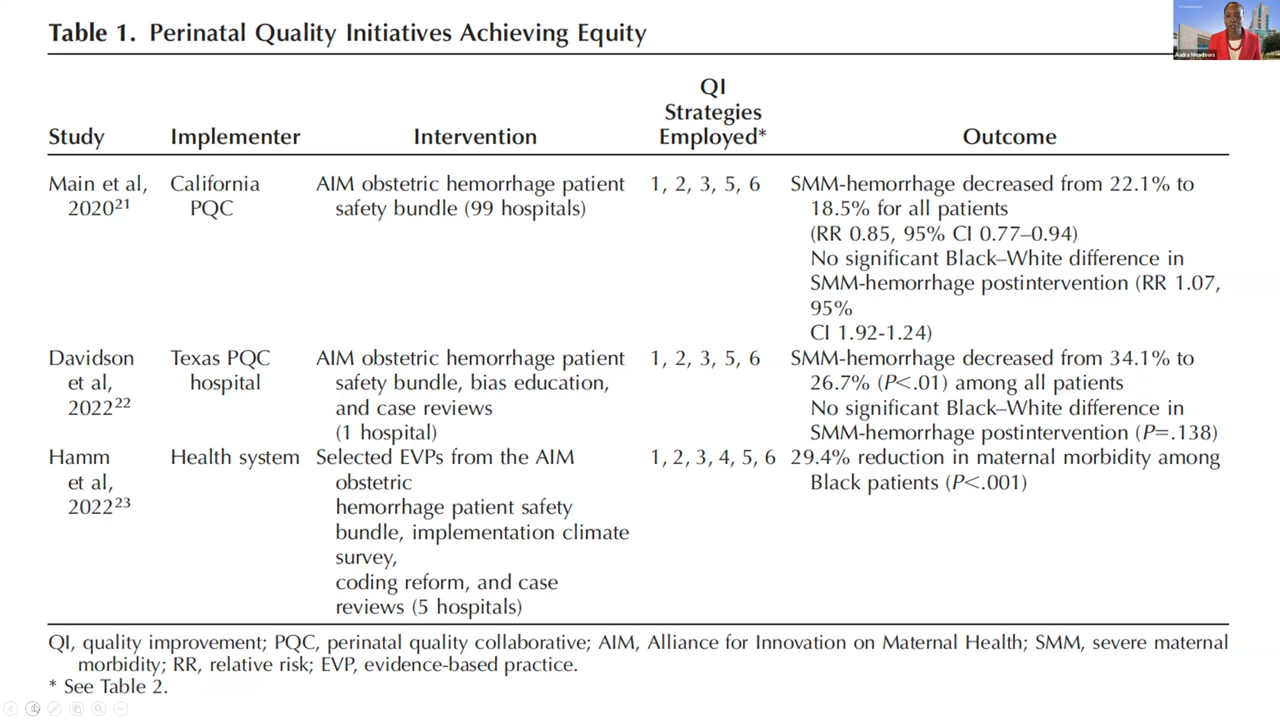 Table 1. Perinatal Quality Initiatives Achieving Equity
Andra Meadows
QI
Strategies
Study Implementer Intervention Employed* Outcome
Main et al, California AIM obstetric hemorrhage patient 1, 2, 3, 5, 6 SMM-hemorrhage decreased from 22.1% to
2020²¹ PQC safety bundle (99 hospitals) 18.5% for all patients
(RR 0.85, 95% CI 0.77–0.94)
No significant Black–White difference in
SMM-hemorrhage postintervention (RR 1.07,
95%
CI 1.92-1.24)
Davidson Texas PQC AIM obstetric hemorrhage patient 1, 2, 3, 5, 6 SMM-hemorrhage decreased from 34.1% to
et al, hospital safety bundle, bias education, 26.7% (P<.01) among all patients
2022²² and case reviews No significant Black–White difference in
(1 hospital) SMM-hemorrhage postintervention (P=.138)
Hamm Health system Selected EVPs from the AIM 1, 2, 3, 4, 5, 6 29.4% reduction in maternal morbidity among
et al, obstetric Black patients (P<.001)
2022²³ hemorrhage patient safety
bundle, implementation climate
survey,
coding reform, and case
reviews (5 hospitals)
QI, quality improvement; PQC, perinatal quality collaborative; AIM, Alliance for Innovation on Maternal Health; SMM, severe maternal
morbidity; RR, relative risk; EVP, evidence-based practice.
* See Table 2.